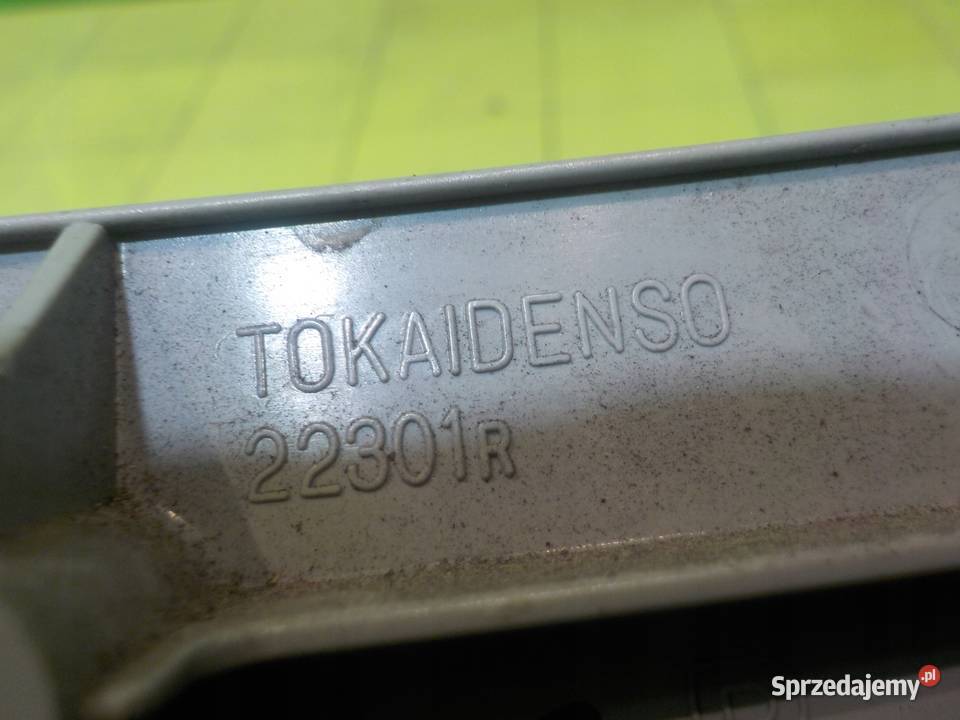 TOKAIDENSO
22301R
Sprzedajemy.pl